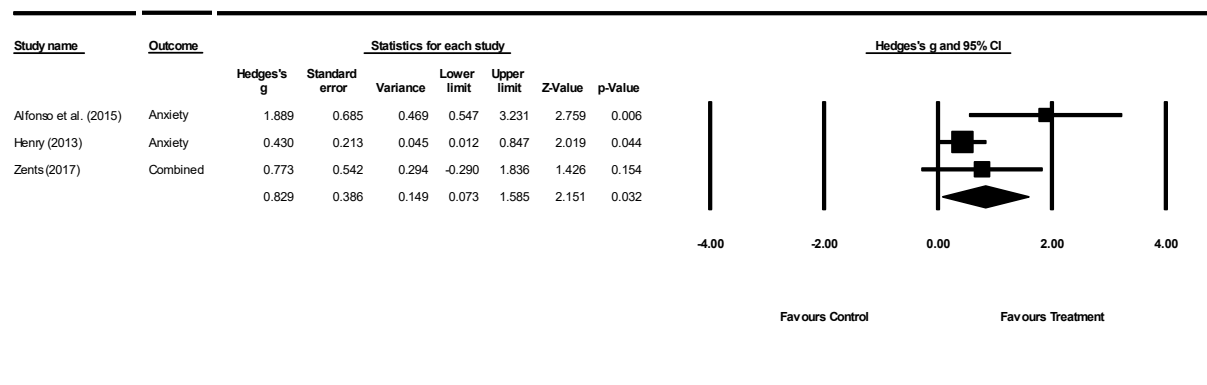 Study name Outcome Statistics for each study Hedges's g and 95% CI
Hedges's Standard Lower Upper
g error Variance limit limit Z-Value p-Value
Alfonso et al. (2015) Anxiety 1.889 0.685 0.469 0.547 3.231 2.759 0.006
Henry (2013) Anxiety 0.430 0.213 0.045 0.012 0.847 2.019 0.044
Zents (2017) Combined 0.773 0.542 0.294 -0.290 1.836 1.426 0.154
0.829 0.386 0.149 0.073 1.585 2.151 0.032
-4.00 -2.00 0.00 2.00 4.00
Favours Control Favours Treatment